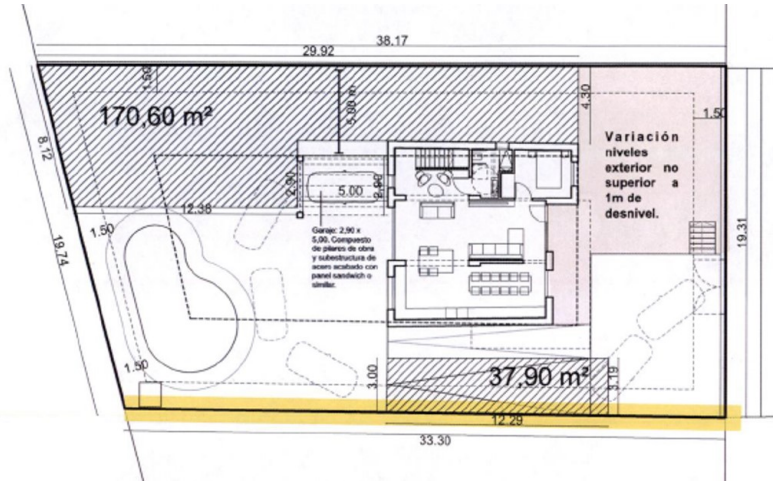 38.17
29.92
1.50
170,60 m²
5.00 m
4.30
1.50
Variación
niveles
exterior no
superior a
1m de
desnivel.
8.12
2.90
5.00
2.90
12.38
1.50
Garaje: 2,90 x
5,00. Compuesto
de pilares de obra
y subestructura de
acero acabado con
panel sandwich o
similar.
19.74
19.31
1.50
3.00
37.90 m²
3.19
12.29
33.30